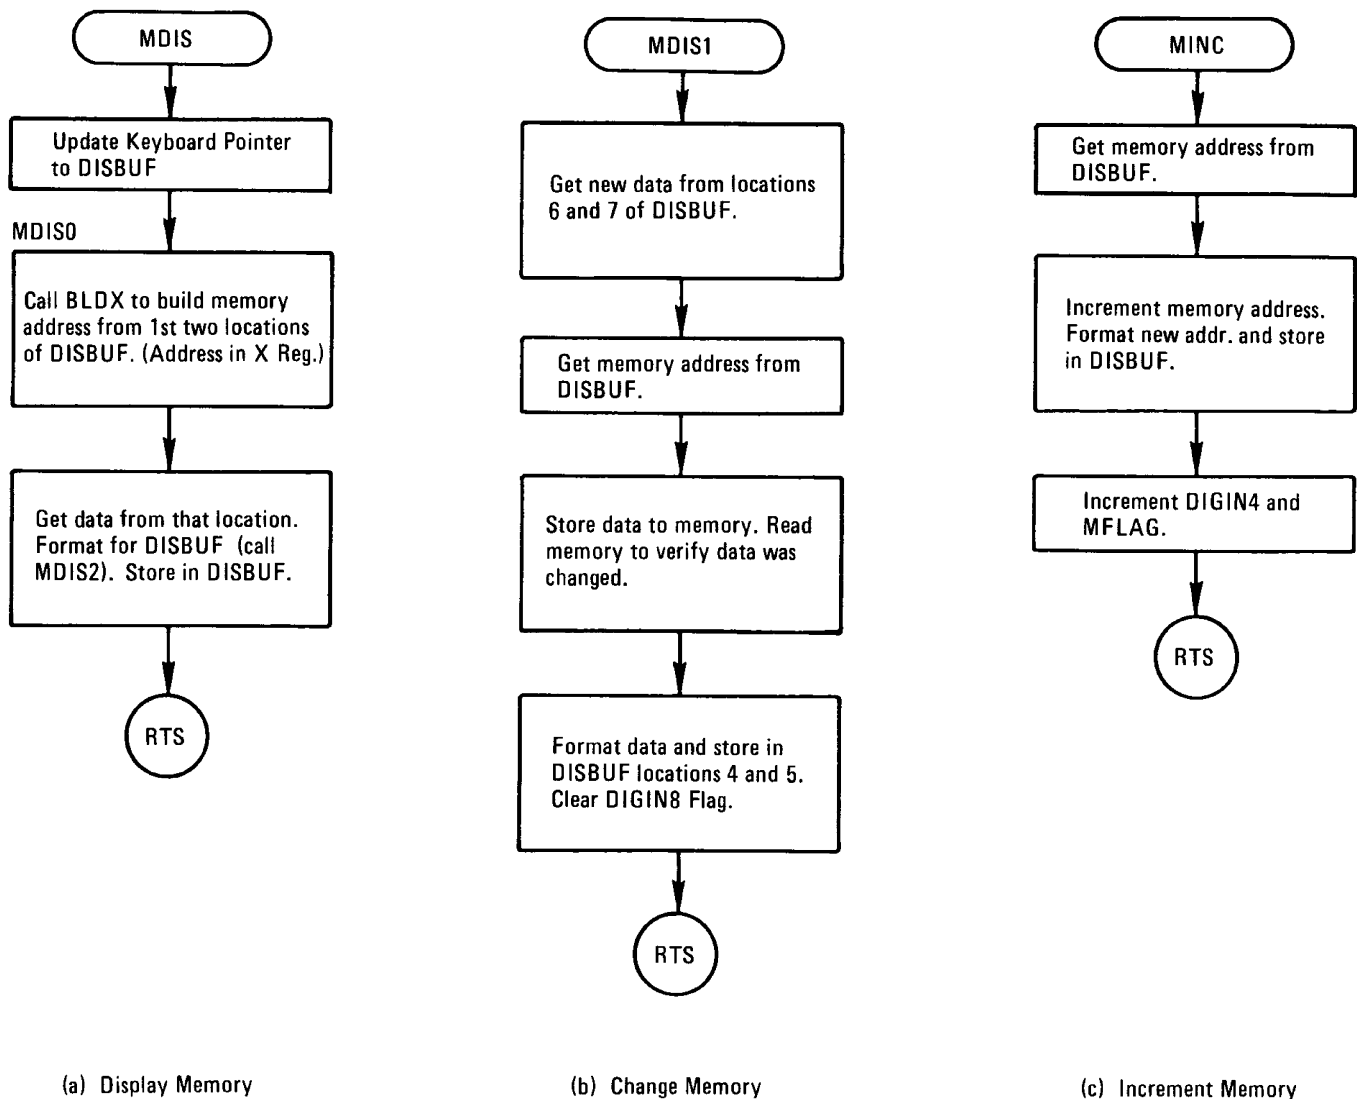 MDIS
Update Keyboard Pointer
to DISBUF
MDIS0
Call BLDX to build memory
address from 1st two locations
of DISBUF. (Address in X Reg.)
Get data from that location.
Format for DISBUF (call
MDIS2). Store in DISBUF.
RTS
(a) Display Memory
MDIS1
Get new data from locations
6 and 7 of DISBUF.
Get memory address from
DISBUF.
Store data to memory. Read
memory to verify data was
changed.
Format data and store in
DISBUF locations 4 and 5.
Clear DIGIN8 Flag.
RTS
(b) Change Memory
MINC
Get memory address from
DISBUF.
Increment memory address.
Format new addr. and store
in DISBUF.
Increment DIGIN4 and
MFLAG.
RTS
(c) Increment Memory